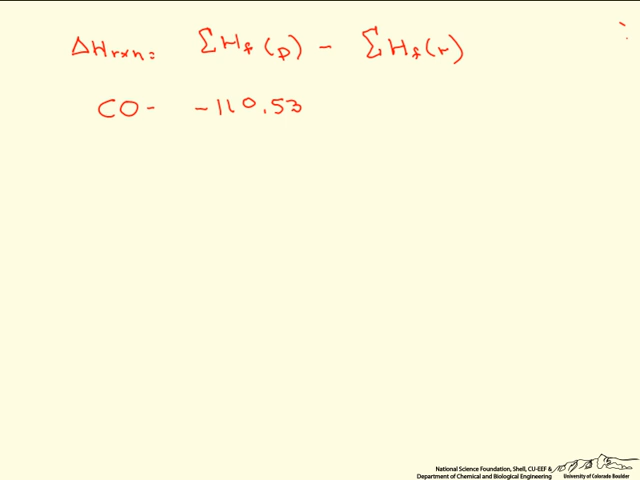 ΔHrxn = ΣHf(p) - ΣHf(r)
CO - -110.53
National Science Foundation, Shell, CU-EEF &
Department of Chemical and Biological Engineering
University of Colorado Boulder